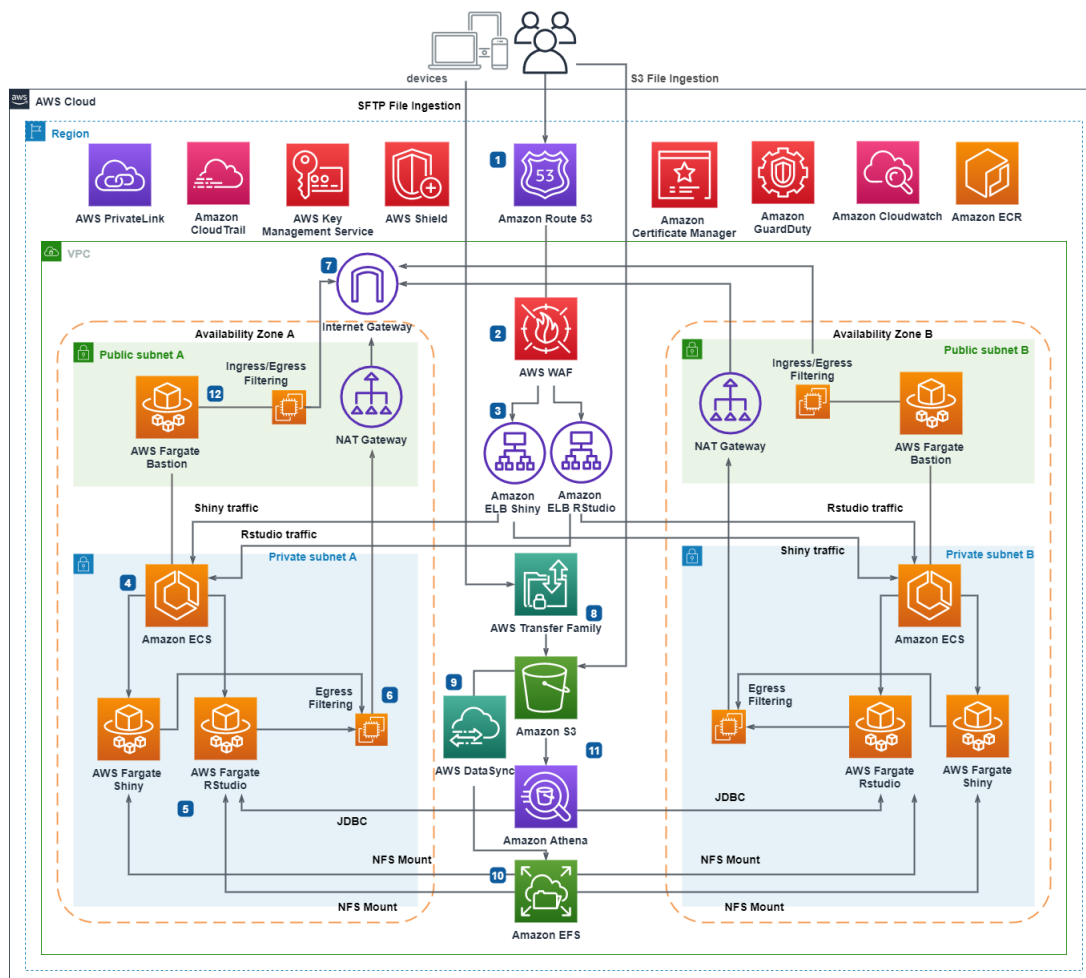 devices
S3 File Ingestion
aws
AWS Cloud
SFTP File Ingestion
Region
1
53
AWS PrivateLink
Amazon
CloudTrail
AWS Key
Management Service
AWS Shield
Amazon Route 53
Amazon
Certificate Manager
Amazon
GuardDuty
Amazon Cloudwatch
Amazon ECR
VPC
7
Internet Gateway
2
AWS WAF
Availability Zone A
Public subnet A
Ingress/Egress
Filtering
12
AWS Fargate
Bastion
NAT Gateway
3
Amazon
ELB Shiny
Amazon
ELB RStudio
Availability Zone B
Public subnet B
Ingress/Egress
Filtering
NAT Gateway
AWS Fargate
Bastion
Shiny traffic
Rstudio traffic
Rstudio traffic
Shiny traffic
Private subnet A
4
Amazon ECS
Private subnet B
Amazon ECS
8
AWS Transfer Family
9
Amazon S3
AWS DataSync
11
Amazon Athena
Egress
Filtering
6
AWS Fargate
Shiny
AWS Fargate
RStudio
5
Egress
Filtering
AWS Fargate
Rstudio
AWS Fargate
Shiny
JDBC
JDBC
NFS Mount
NFS Mount
10
NFS Mount
NFS Mount
Amazon EFS